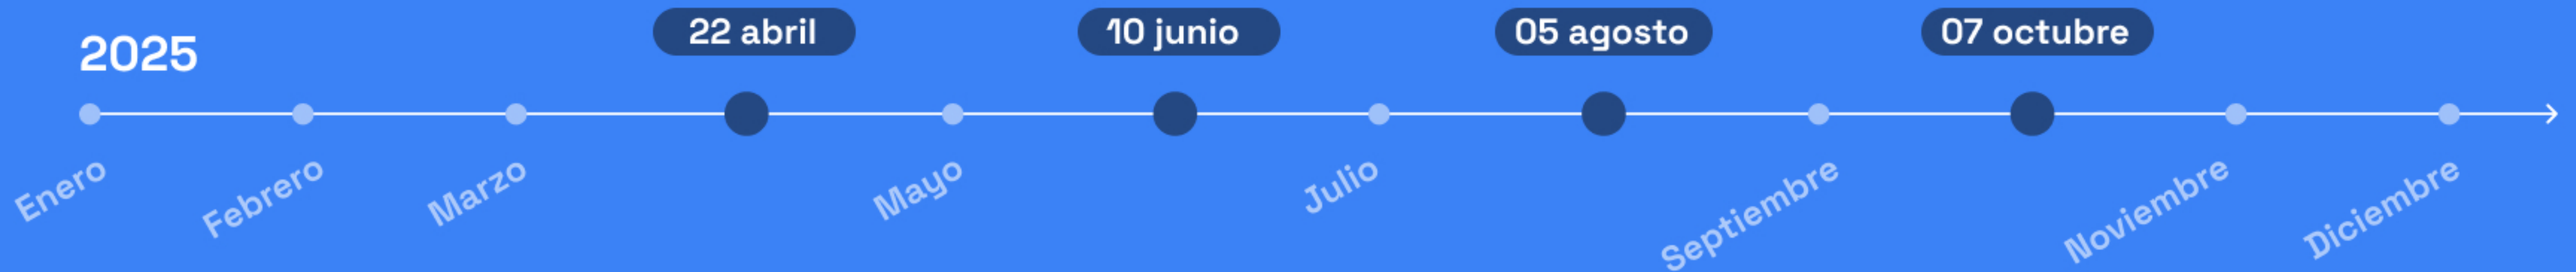 2025
22 abril
10 junio
05 agosto
07 octubre
Enero
Febrero
Marzo
Mayo
Julio
Septiembre
Noviembre
Diciembre